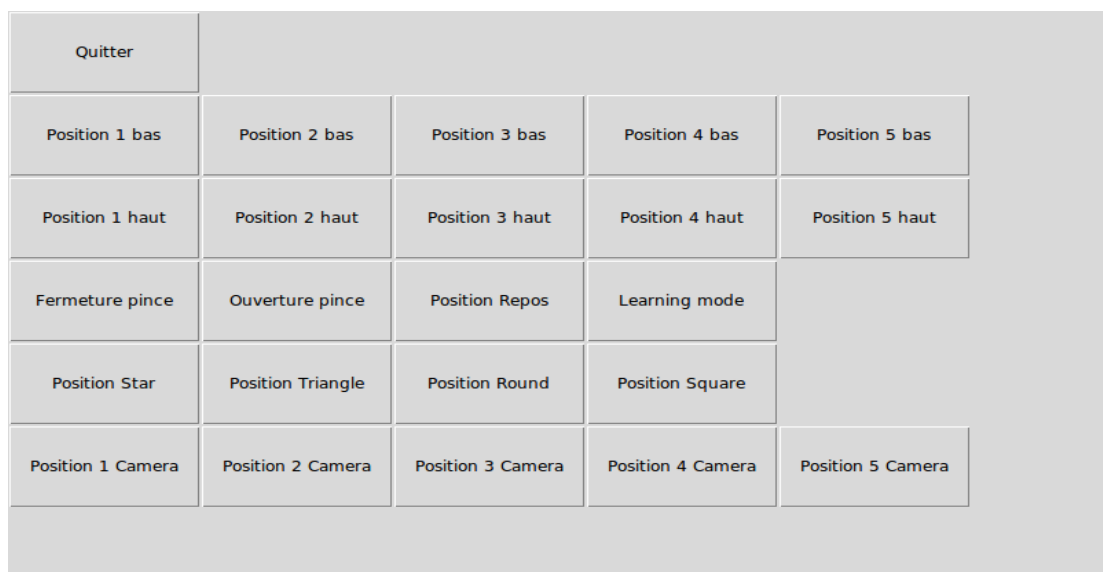 Quitter
Position 1 bas Position 2 bas Position 3 bas Position 4 bas Position 5 bas
Position 1 haut Position 2 haut Position 3 haut Position 4 haut Position 5 haut
Fermeture pince Ouverture pince Position Repos Learning mode
Position Star Position Triangle Position Round Position Square
Position 1 Camera Position 2 Camera Position 3 Camera Position 4 Camera Position 5 Camera